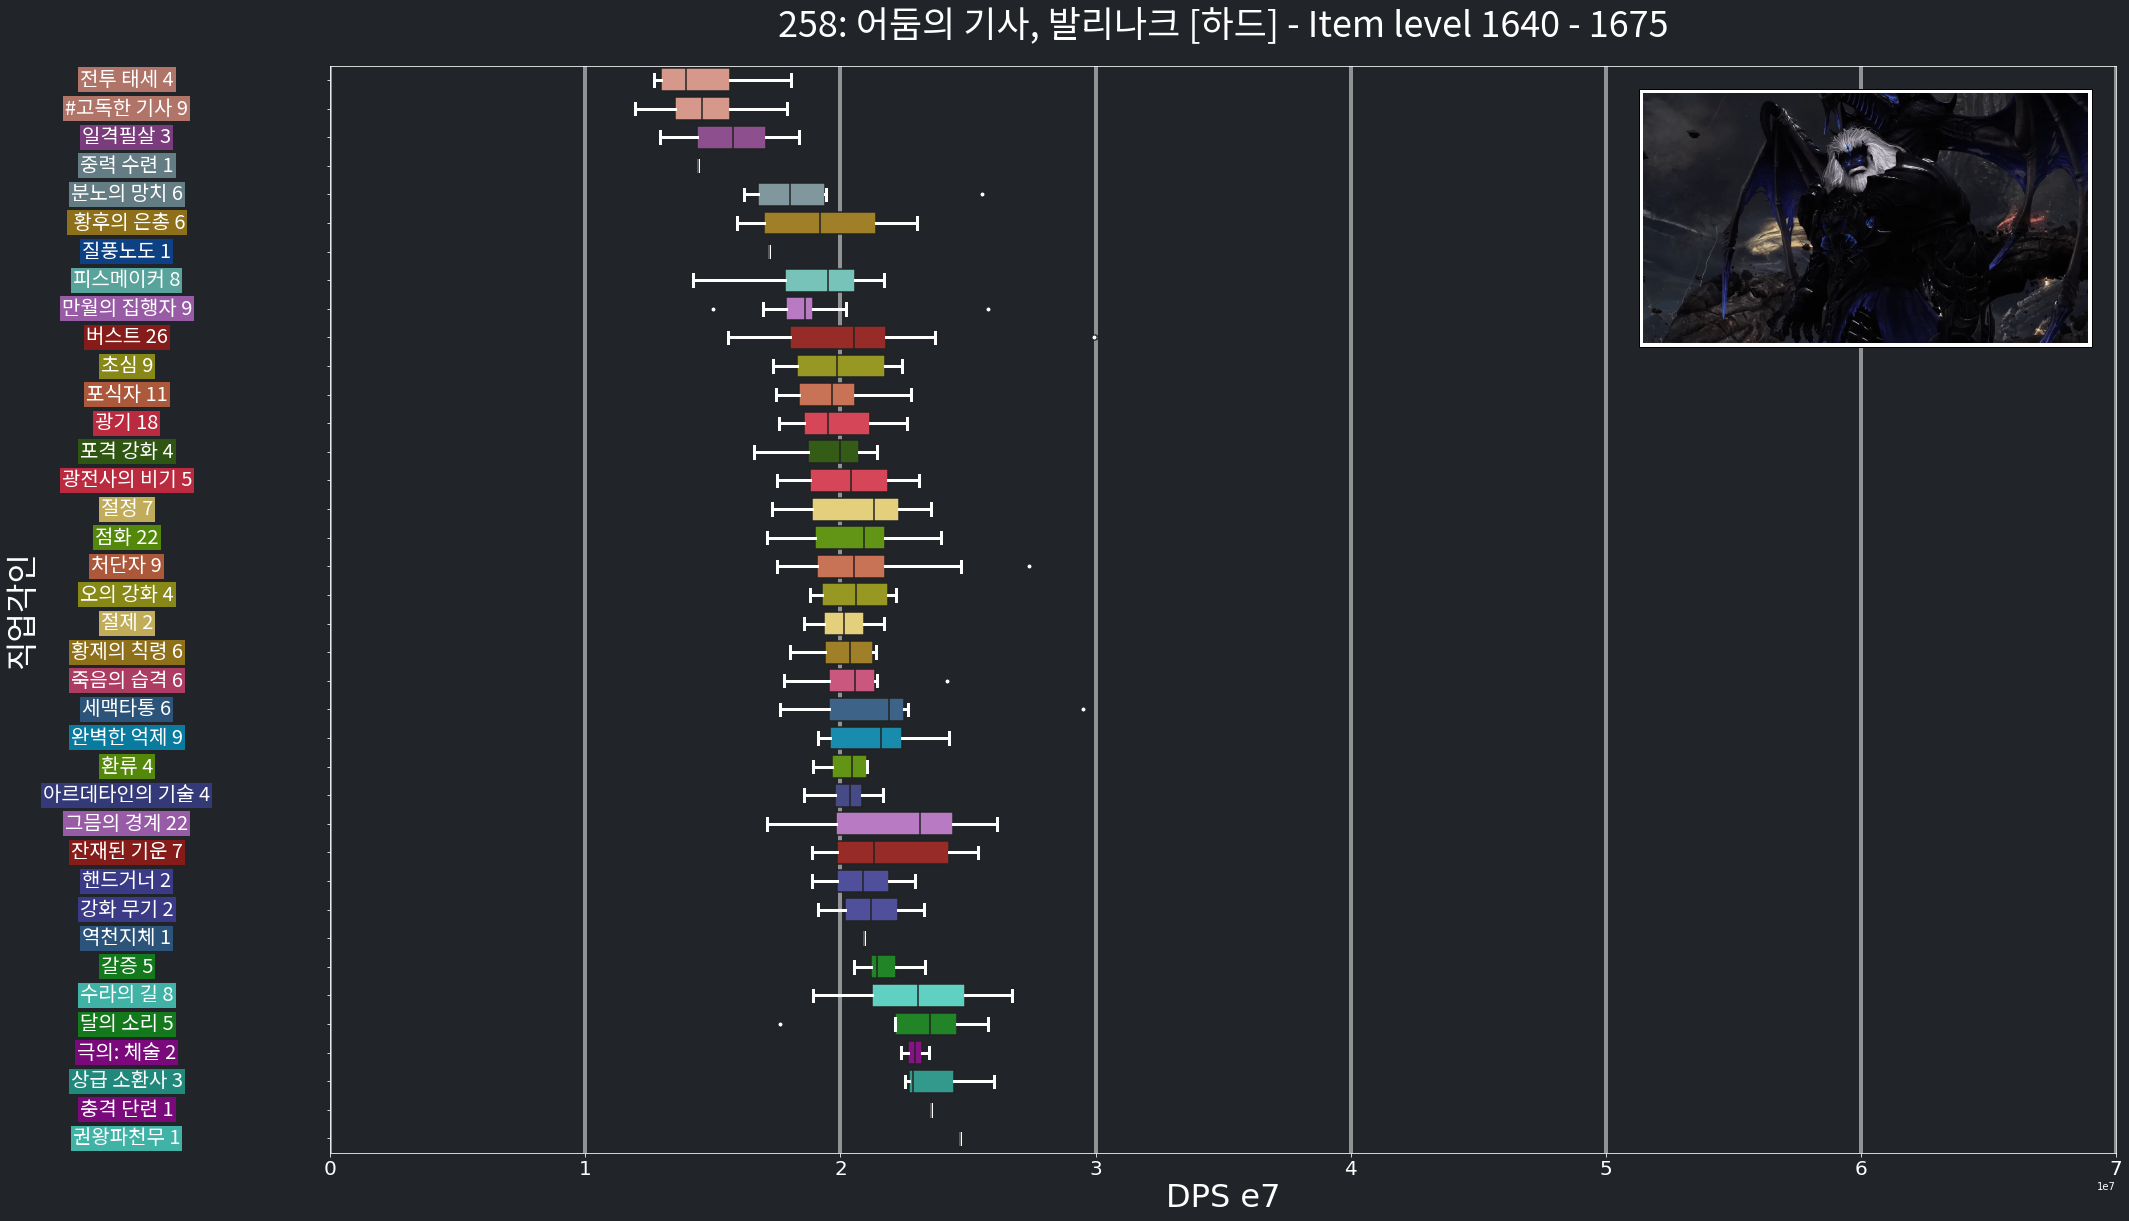 258: 어둠의 기사, 발리나크 [하드] - Item level 1640 - 1675
직업각인
전투 태세 4
#고독한 기사 9
일격필살 3
중력 수련 1
분노의 망치 6
황후의 은총 6
질풍노도 1
피스메이커 8
만월의 집행자 9
버스트 26
초심 9
포식자 11
광기 18
포격 강화 4
광전사의 비기 5
절정 7
점화 22
처단자 9
오의 강화 4
절제 2
황제의 칙령 6
죽음의 습격 6
세맥타통 6
완벽한 억제 9
환류 4
아르데타인의 기술 4
그믐의 경계 22
잔재된 기운 7
핸드거너 2
강화 무기 2
역천지체 1
갈증 5
수라의 길 8
달의 소리 5
극의: 체술 2
상급 소환사 3
충격 단련 1
권왕파천무 1
0 1 2 3 4 5 6 7
1e7
DPS e7